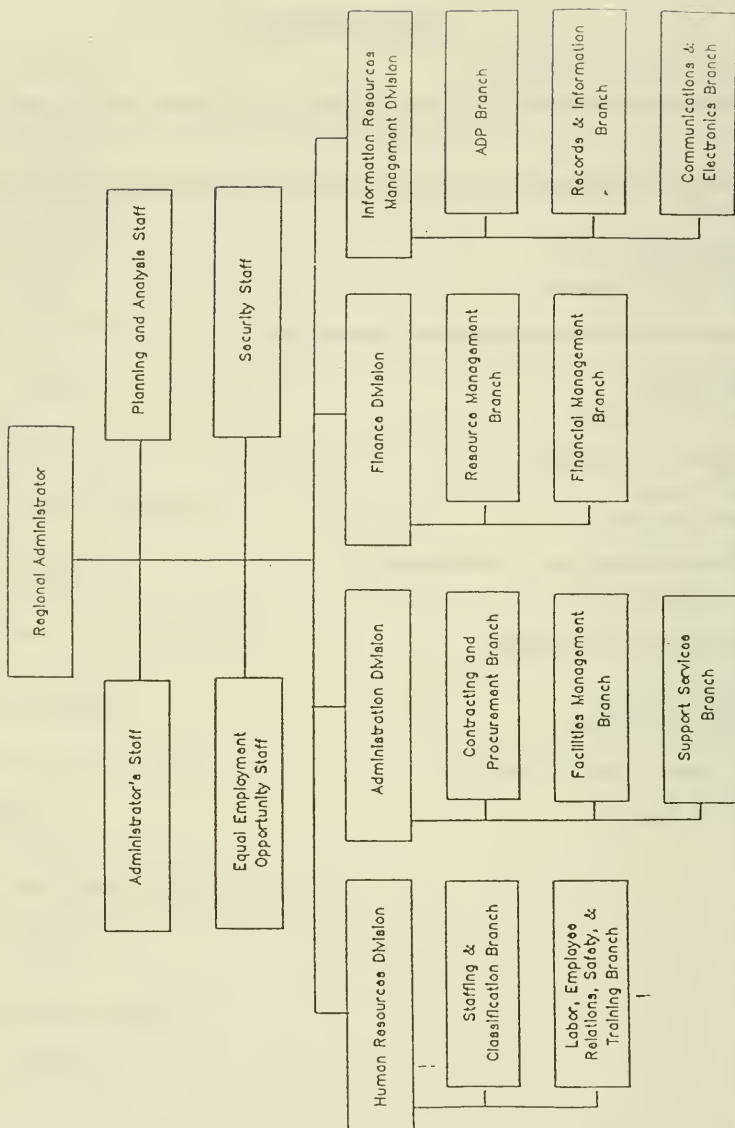 Regional Administrator
Administrator's Staff
Planning and Analysis Staff
Equal Employment
Opportunity Staff
Security Staff
Human Resources Division
Staffing &
Classification Branch
Labor, Employee
Relations, Safety, &
Training Branch
Administration Division
Contracting and
Procurement Branch
Facilities Management
Branch
Support Services
Branch
Finance Division
Resource Management
Branch
Financial Management
Branch
Information Resources
Management Division
ADP Branch
Records & Information
Branch
Communications &
Electronics Branch